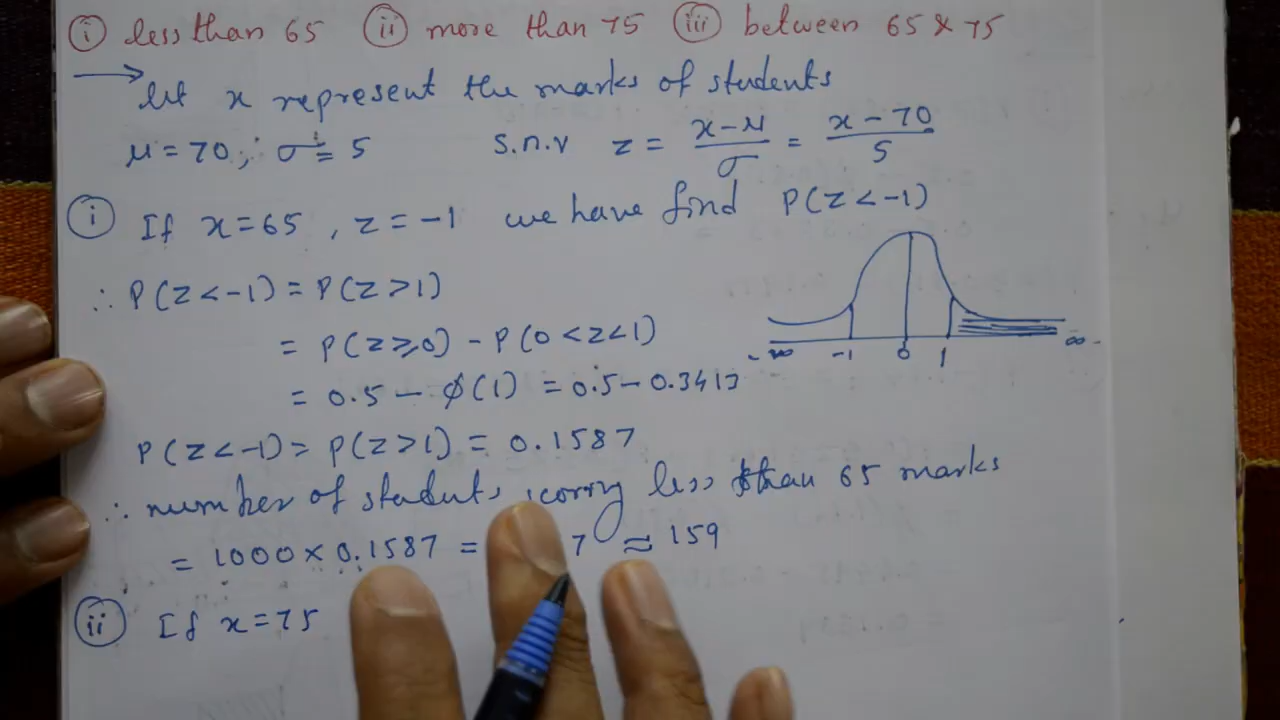 (i) less than 65 (ii) more than 75 (iii) between 65 & 75
→ let x represent the marks of students
μ = 70, σ = 5 s.n.v z = (x-μ)/σ = (x-70)/5
(i) If x=65, z = -1 we have find P(z<-1)
∴ P(z<-1) = P(z>1)
= P(z≥0) - P(0<z<1)
= 0.5 - φ(1) = 0.5-0.3413
-∞ -1 0 1 ∞
P(z<-1) = P(z>1) = 0.1587
∴ number of students scorring less than 65 marks
= 1000 × 0.1587 = 7 ≈ 159
(ii) If x=75